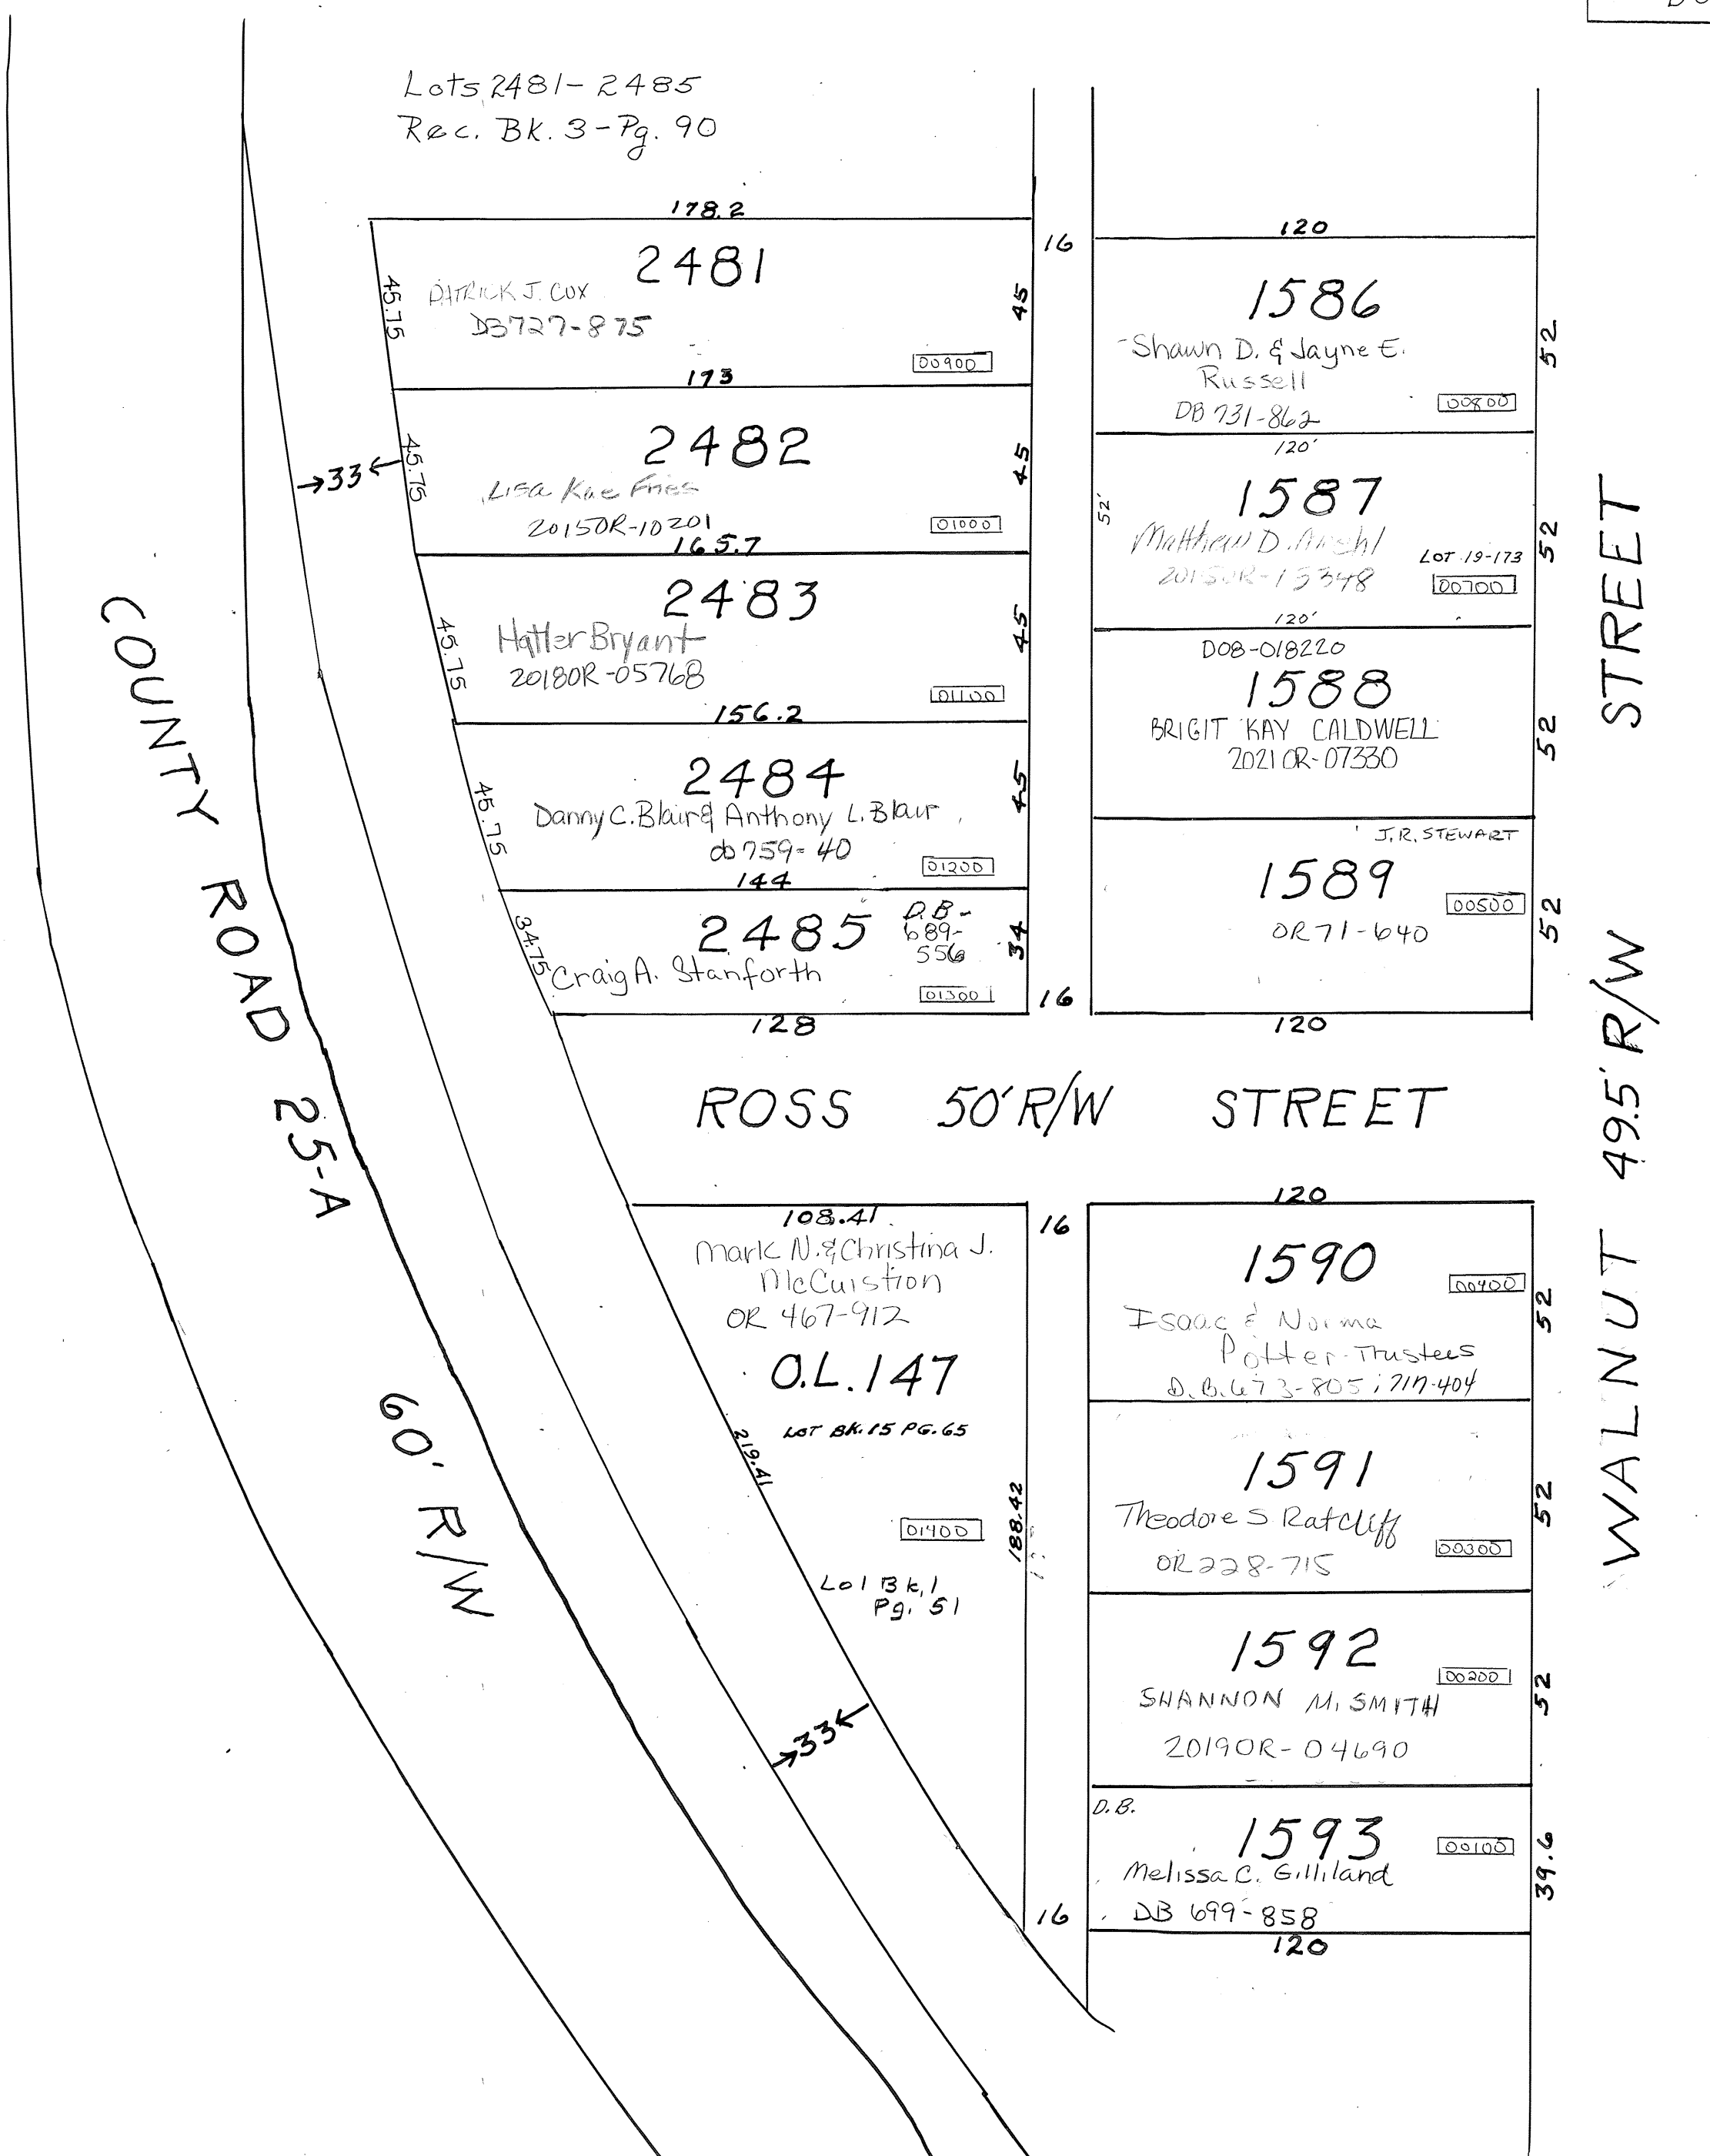 Lots 2481-2485
Rec. Bk. 3-Pg. 90
178.2
2481
PATRICK J. COX
DB727-875
00900
45.75
45
16
173
2482
Lisa Kae Fries
2015OR-10201
01000
45.75
45
→33←
165.7
2483
Bryant
2018OR-05768
01100
45.75
45
156.2
2484
Danny C. Blair & Anthony L. Blair
db 759-40
01200
45.75
45
144
2485
D.B-
689-
556
Craig A. Stanforth
01300
34.75
34
16
128
120
1586
Shawn D. & Jayne E.
Russell
DB 731-862
00800
52
120'
1587
52'
Matthew D.
2015OR-15348
LOT 19-173
00700
52
120'
D08-018220
1588
BRIGIT KAY CALDWELL
2021OR-07330
52
J.R. STEWART
1589
00500
OR71-640
52
120
ROSS 50' R/W STREET
108.41
16
Mark N. & Christina J.
McCuistion
OR 467-912
O.L. 147
LOT BK. 15 PG. 65
219.41
188.42
01400
Lot Bk. 1
Pg. 51
→33←
16
120
1590
00400
Isaac & Norma
Potter-Trustees
D.B. 673-805; 717-404
52
1591
Theodore S Ratcliff
00300
OR228-715
52
1592
00200
SHANNON M. SMITH
2019OR-04690
52
D.B.
1593
00100
Melissa C. Gilliland
DB 699-858
39.6
120
COUNTY ROAD 25-A 60' R/W
WALNUT 49.5' R/W STREET